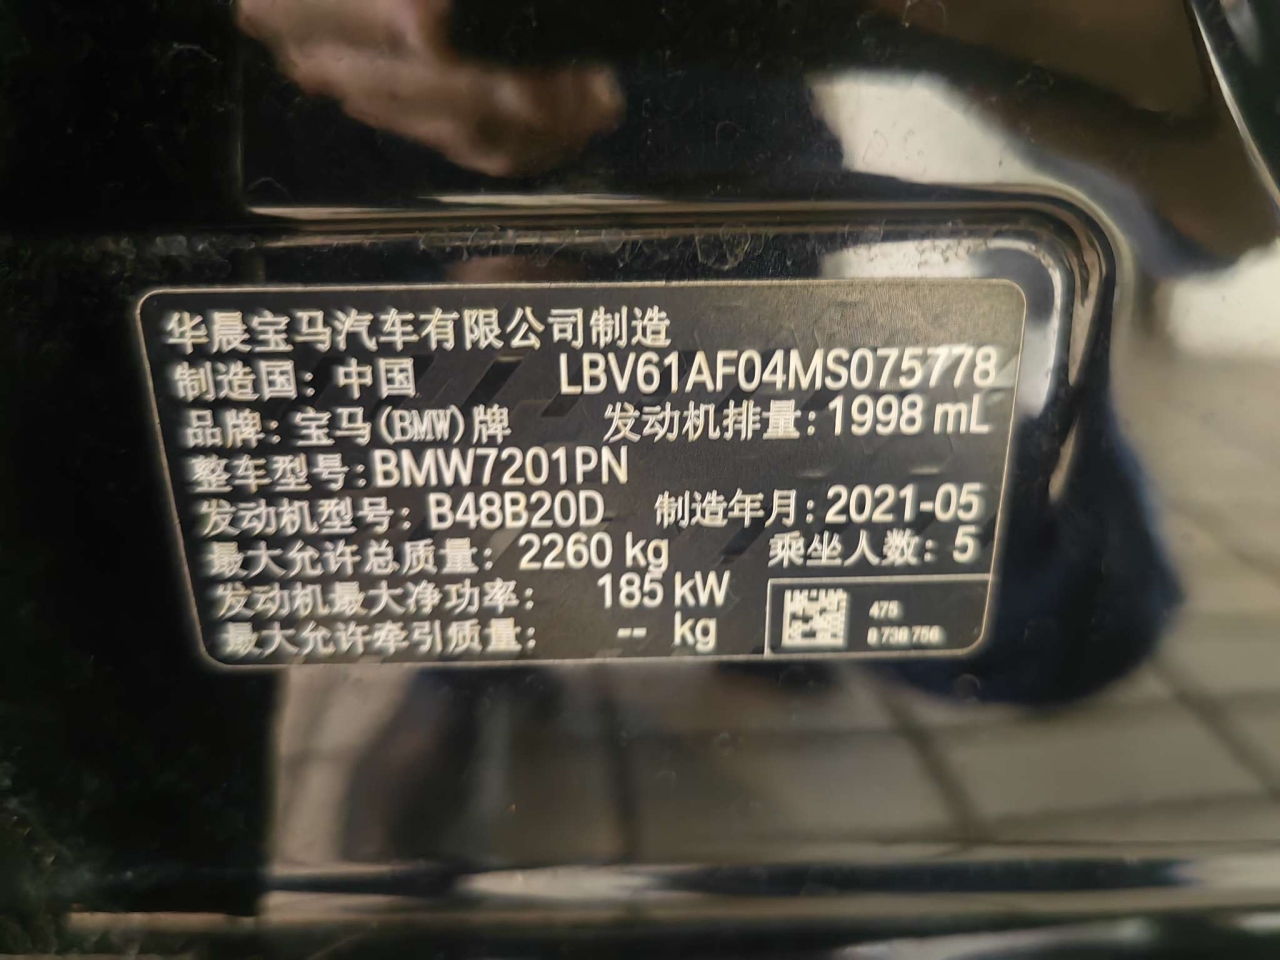 华晨宝马汽车有限公司制造
制造国: 中国 LBV61AF04MS075778
品牌: 宝马(BMW)牌 发动机排量: 1998 mL
整车型号: BMW7201PN
发动机型号: B48B20D 制造年月: 2021-05
最大允许总质量: 2260 kg 乘坐人数: 5
发动机最大净功率: 185 kW
最大允许牵引质量: -- kg
475